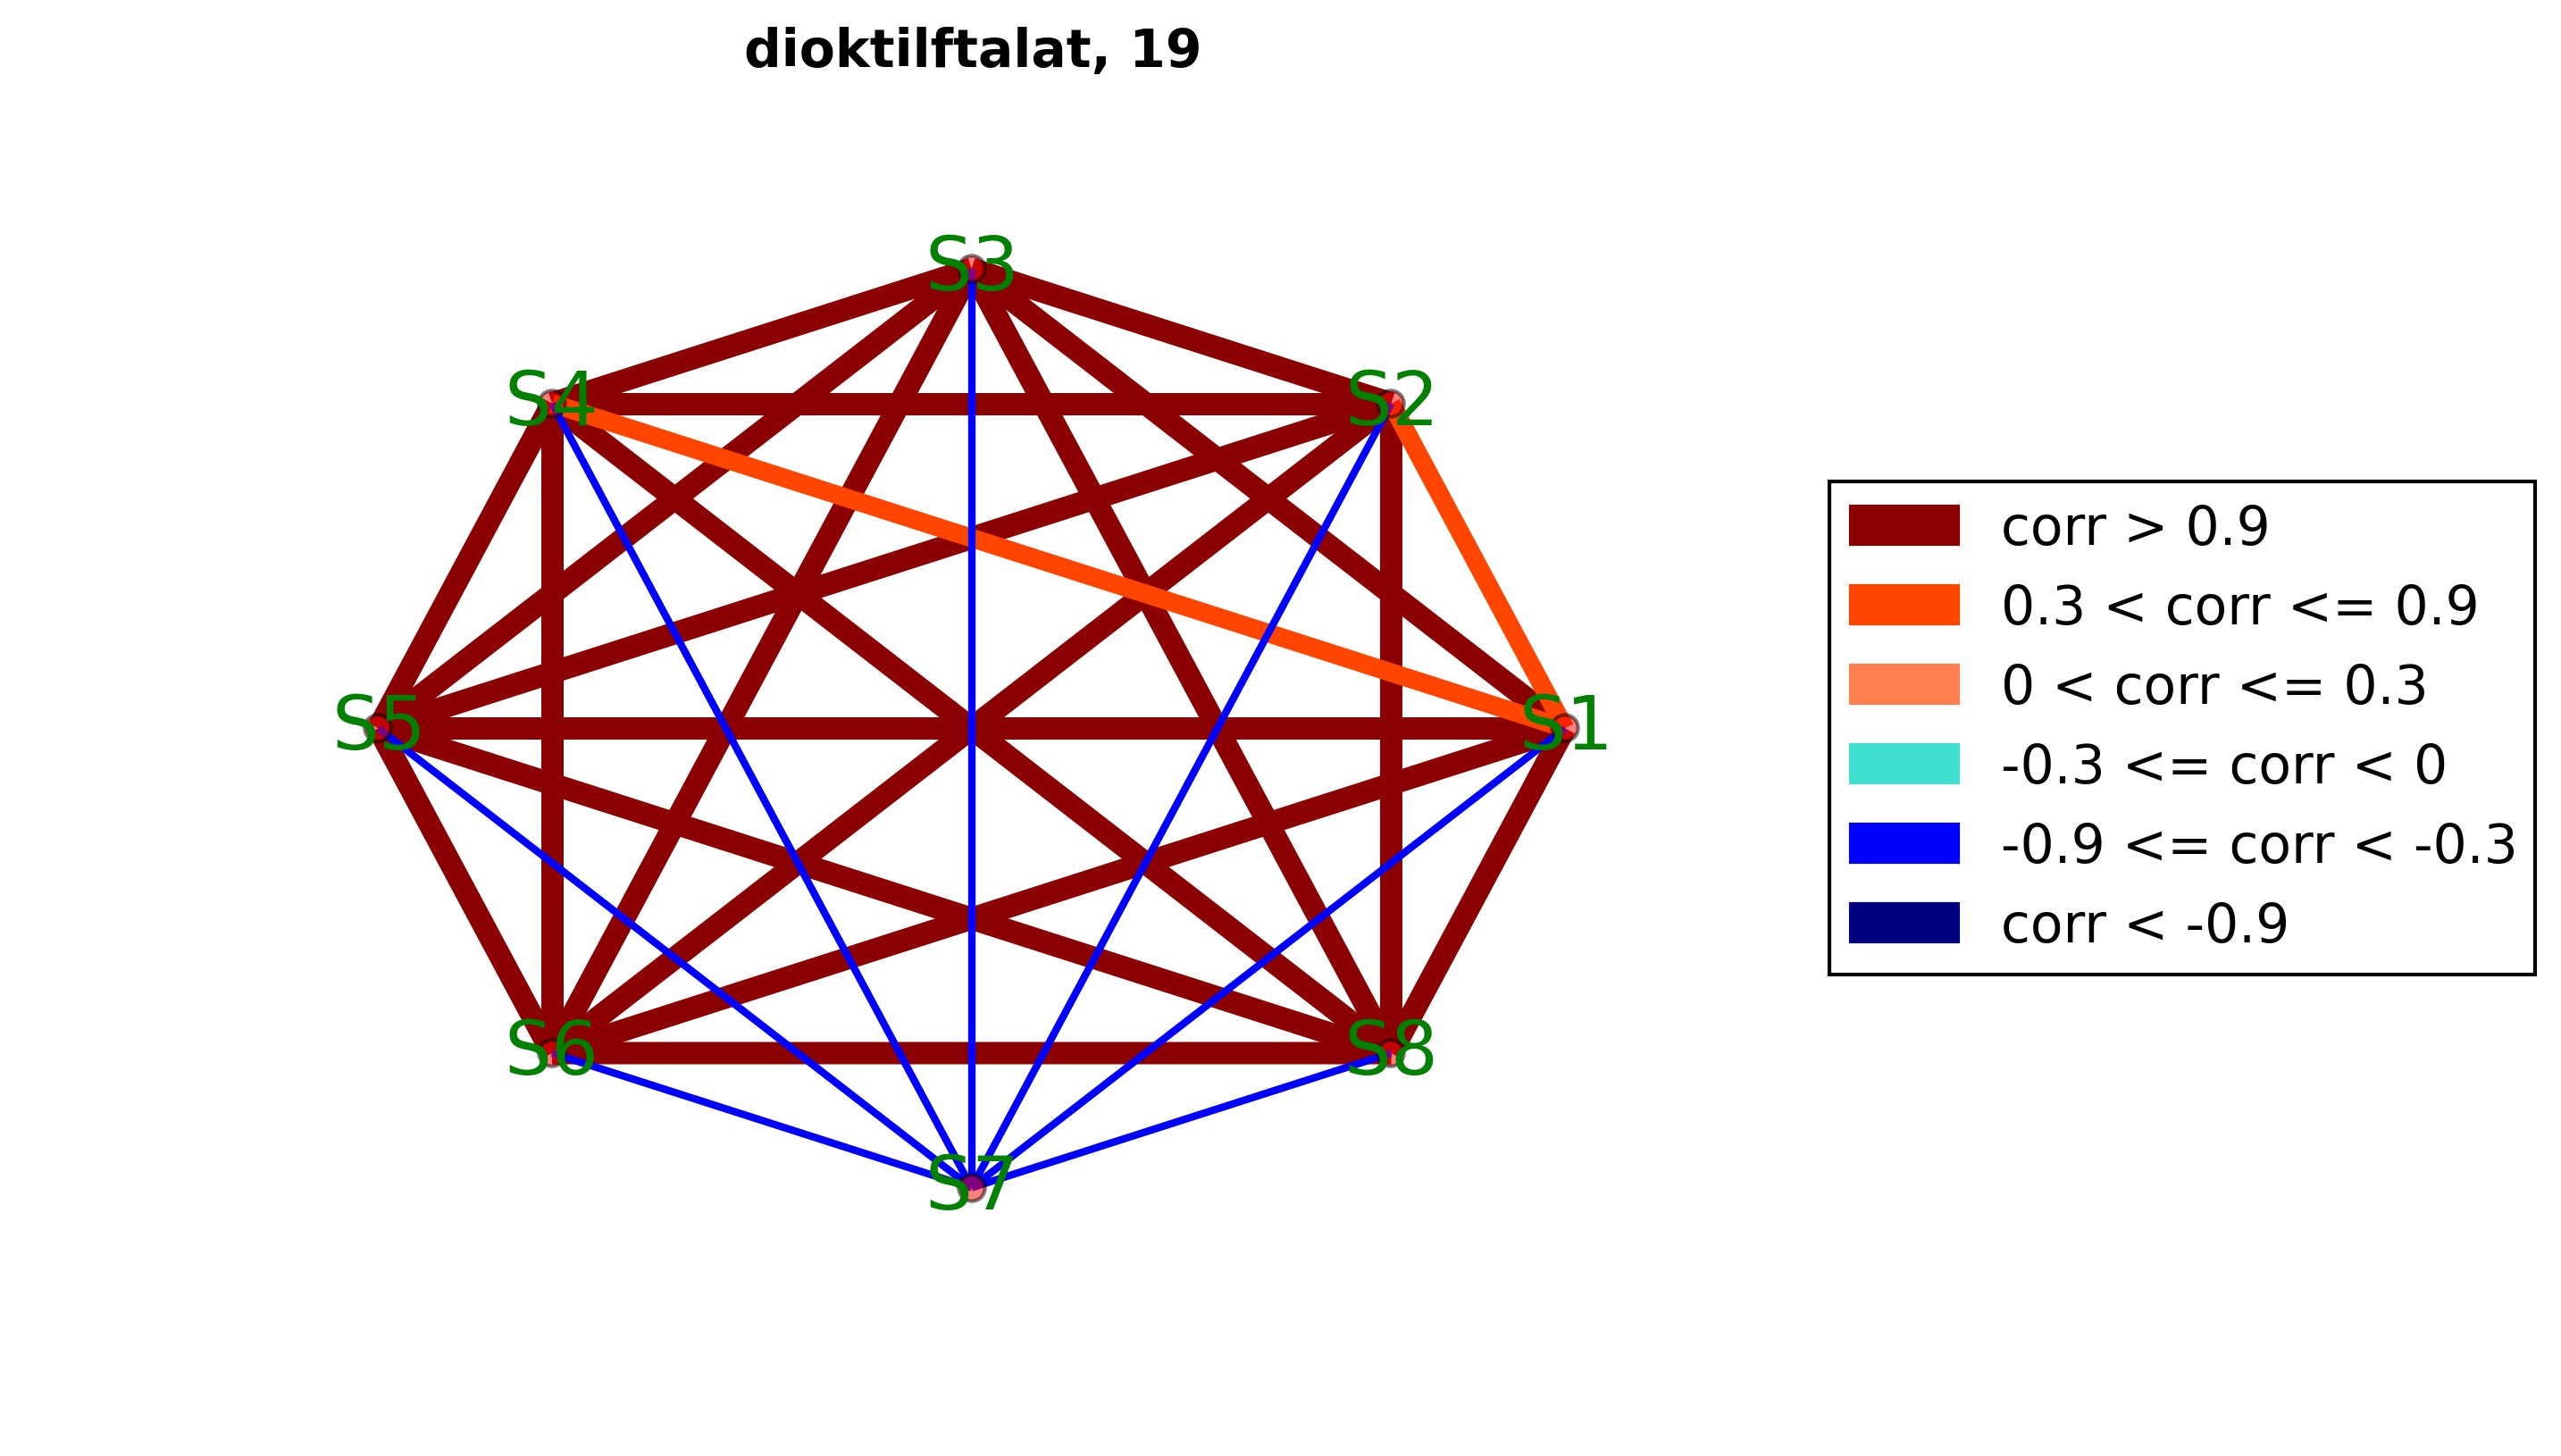 dioktilftalat, 19
S3
S4
S2
S5
S1
S6
S8
S7
corr > 0.9
0.3 < corr <= 0.9
0 < corr <= 0.3
-0.3 <= corr < 0
-0.9 <= corr < -0.3
corr < -0.9